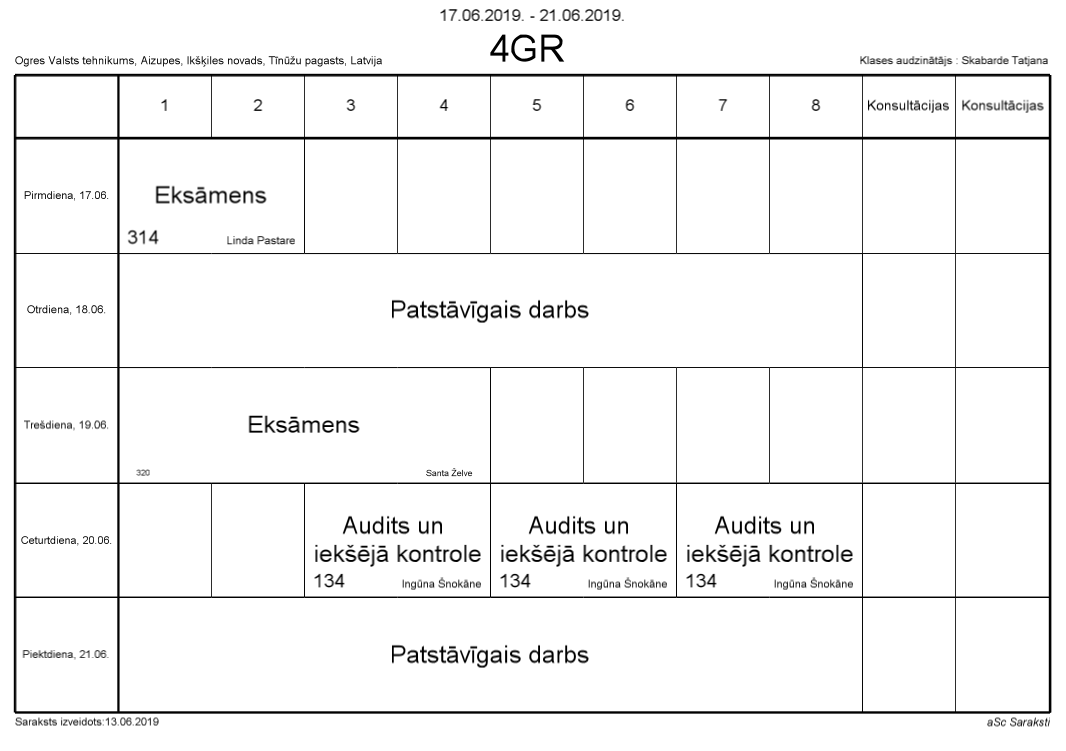 17.06.2019. - 21.06.2019.
4GR
Ogres Valsts tehnikums, Aizupes, Ikšķiles novads, Tīnūžu pagasts, Latvija
Klases audzinātājs : Skabarde Tatjana
1 2 3 4 5 6 7 8 Konsultācijas Konsultācijas
Pirmdiena, 17.06.
Eksāmens
314 Linda Pastare
Otrdiena, 18.06.
Patstāvīgais darbs
Trešdiena, 19.06.
Eksāmens
320 Santa Želve
Ceturtdiena, 20.06.
Audits un
iekšējā kontrole
134 Ingūna Šnokāne
Audits un
iekšējā kontrole
134 Ingūna Šnokāne
Audits un
iekšējā kontrole
134 Ingūna Šnokāne
Piektdiena, 21.06.
Patstāvīgais darbs
Saraksts izveidots:13.06.2019
aSc Saraksti